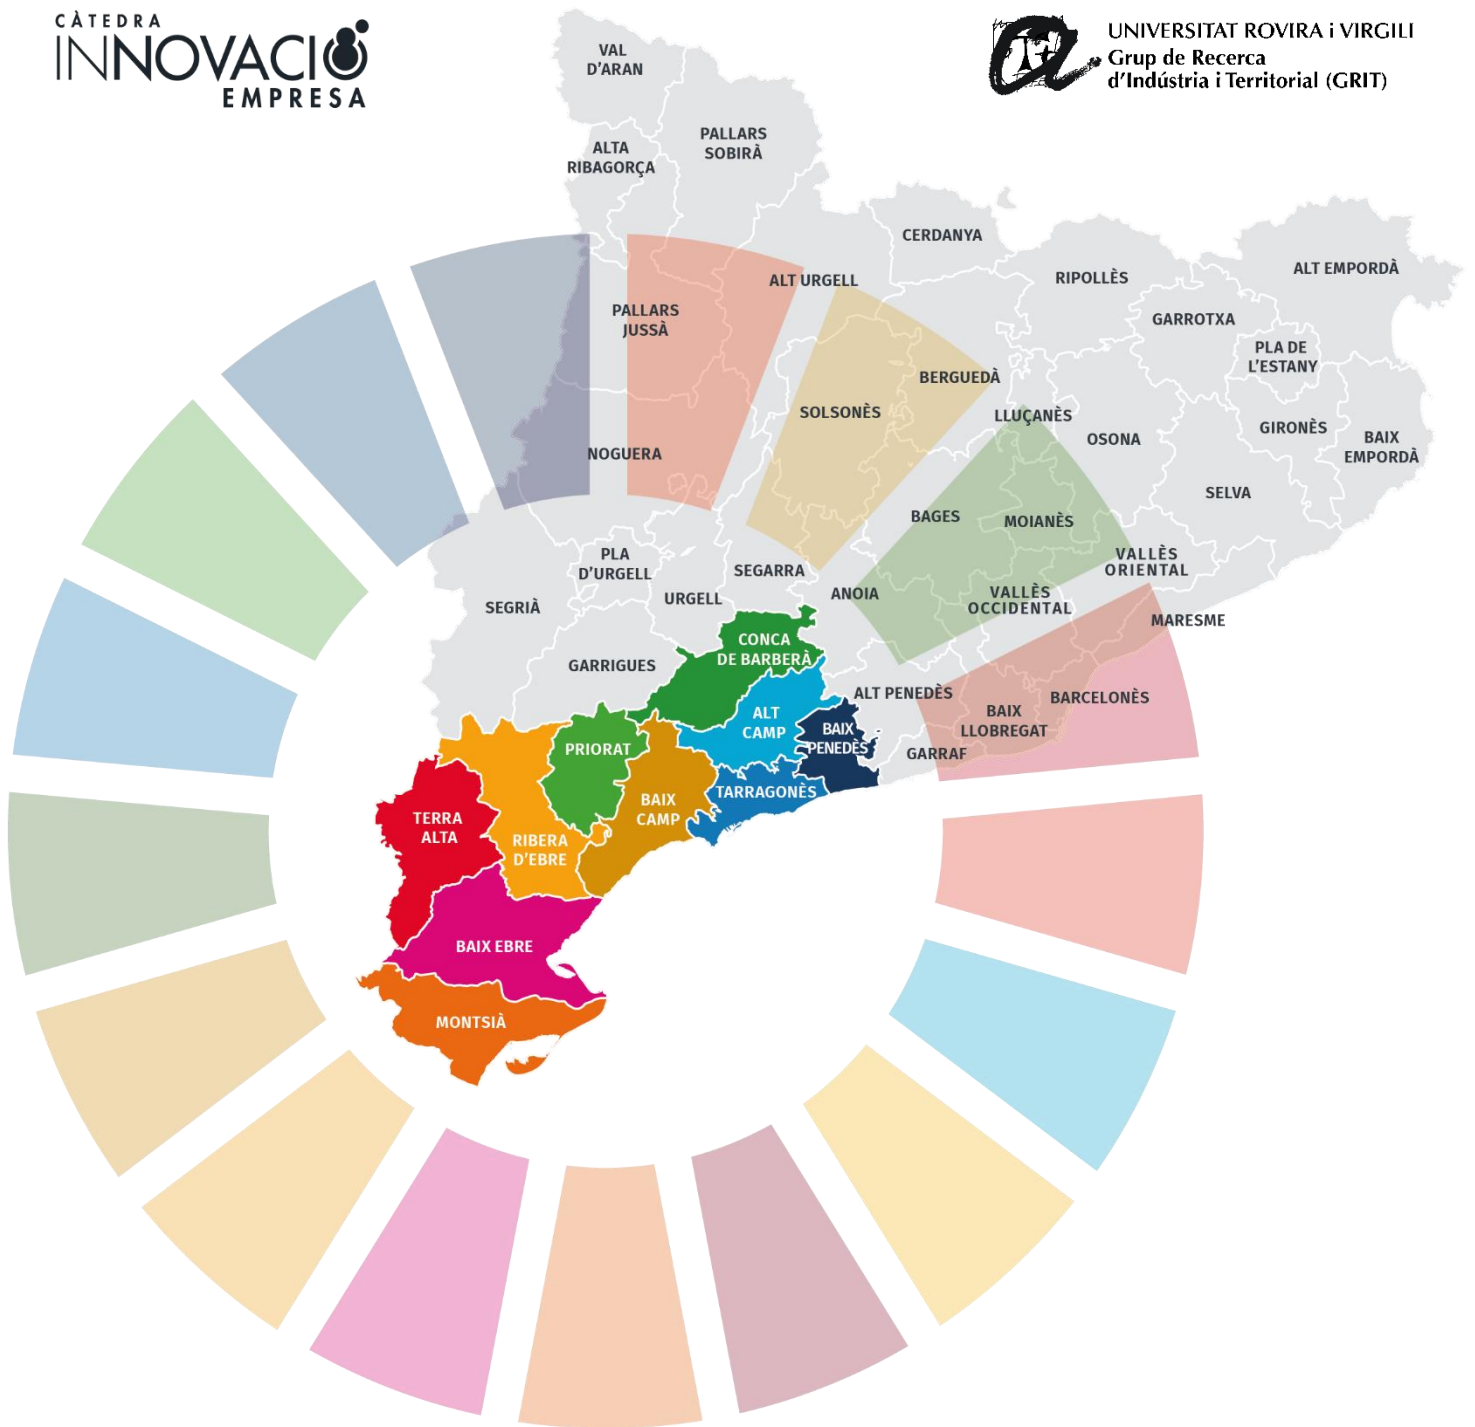 CÀTEDRA
INNOVACIÓ
EMPRESA
UNIVERSITAT ROVIRA i VIRGILI
Grup de Recerca
d'Indústria i Territorial (GRIT)
VAL
D'ARAN
ALTA
RIBAGORÇA
PALLARS
SOBIRÀ
CERDANYA
ALT URGELL
RIPOLLÈS
ALT EMPORDÀ
PALLARS
JUSSÀ
GARROTXA
PLA DE
L'ESTANY
BERGUEDÀ
SOLSONÈS
LLUÇANÈS
OSONA
GIRONÈS
BAIX
EMPORDÀ
NOGUERA
SELVA
BAGES
MOIANÈS
PLA
D'URGELL
SEGARRA
VALLÈS
ORIENTAL
SEGRIÀ
URGELL
ANOIA
VALLÈS
OCCIDENTAL
MARESME
CONCA
DE BARBERÀ
GARRIGUES
ALT PENEDÈS
BARCELONÈS
BAIX
LLOBREGAT
ALT
CAMP
BAIX
PENEDÈS
GARRAF
PRIORAT
TARRAGONÈS
BAIX
CAMP
TERRA
ALTA
RIBERA
D'EBRE
BAIX EBRE
MONTSIÀ